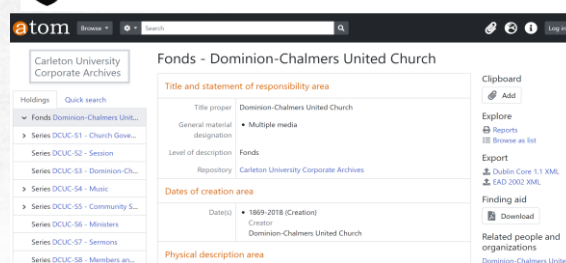 atom Browse Search Log in
Carleton University
Corporate Archives
Holdings Quick search
Fonds Dominion-Chalmers Unit...
Series DCUC-S1 - Church Gove...
Series DCUC-S2 - Session
Series DCUC-S3 - Dominion-Ch...
Series DCUC-S4 - Music
Series DCUC-S5 - Community S...
Series DCUC-S6 - Ministers
Series DCUC-S7 - Sermons
Series DCUC-S8 - Members an...
Fonds - Dominion-Chalmers United Church
Title and statement of responsibility area
Title proper Dominion-Chalmers United Church
General material • Multiple media
designation
Level of description Fonds
Repository Carleton University Corporate Archives
Dates of creation area
Date(s) • 1869-2018 (Creation)
Creator
Dominion-Chalmers United Church
Physical description area
Clipboard
Add
Explore
Reports
Browse as list
Export
Dublin Core 1.1 XML
EAD 2002 XML
Finding aid
Download
Related people and
organizations
Dominion-Chalmers Unite